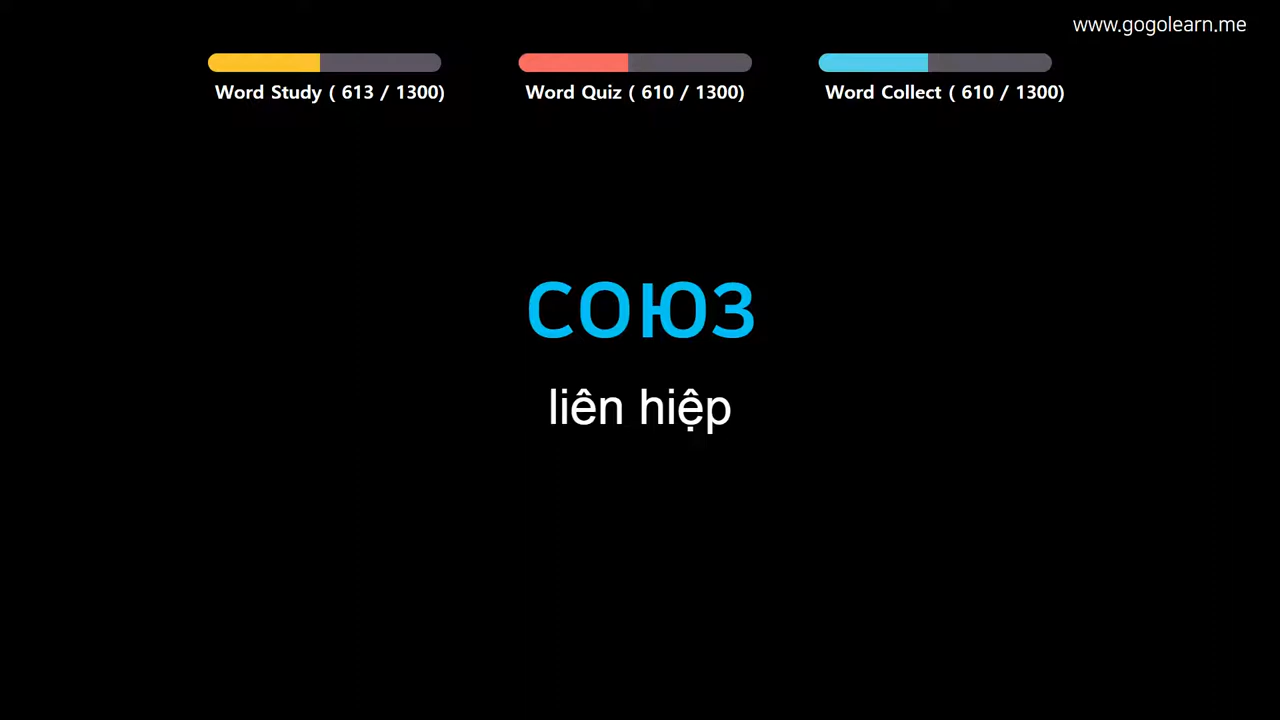 www.gogolearn.me
Word Study ( 613 / 1300)
Word Quiz ( 610 / 1300)
Word Collect ( 610 / 1300)
союз
liên hiệp